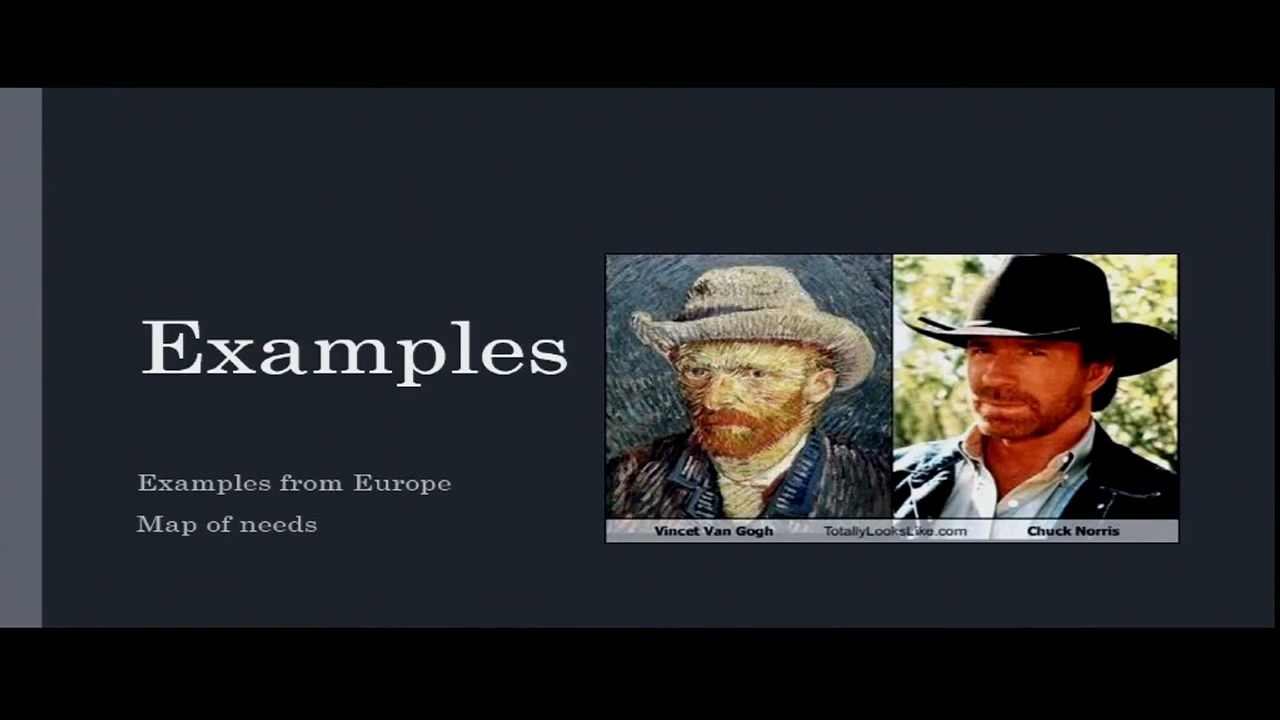 Examples
Examples from Europe
Map of needs
Vincet Van Gogh TotallyLooksLike.com Chuck Norris